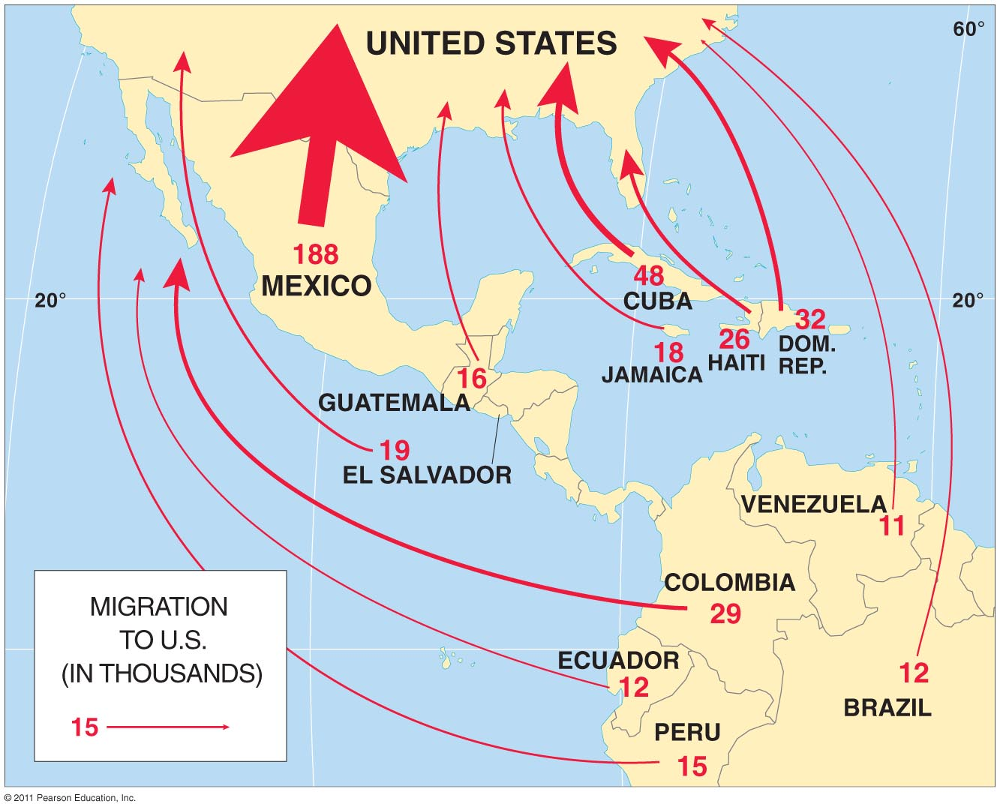 UNITED STATES
60°
188
MEXICO
20°
20°
48
CUBA
32
DOM.
REP.
26
HAITI
18
JAMAICA
16
GUATEMALA
19
EL SALVADOR
VENEZUELA
11
COLOMBIA
29
ECUADOR
12
12
BRAZIL
PERU
15
MIGRATION
TO U.S.
(IN THOUSANDS)
15
© 2011 Pearson Education, Inc.